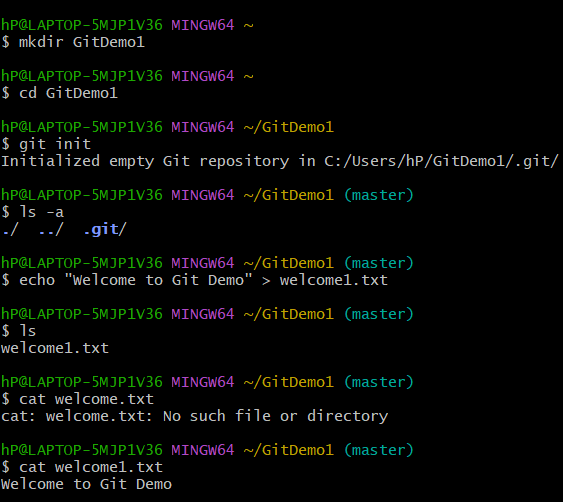 hP@LAPTOP-5MJP1V36 MINGW64 ~
$ mkdir GitDemo1
hP@LAPTOP-5MJP1V36 MINGW64 ~
$ cd GitDemo1
hP@LAPTOP-5MJP1V36 MINGW64 ~/GitDemo1
$ git init
Initialized empty Git repository in C:/Users/hP/GitDemo1/.git/
hP@LAPTOP-5MJP1V36 MINGW64 ~/GitDemo1 (master)
$ ls -a
./  ../  .git/
hP@LAPTOP-5MJP1V36 MINGW64 ~/GitDemo1 (master)
$ echo "Welcome to Git Demo" > welcome1.txt
hP@LAPTOP-5MJP1V36 MINGW64 ~/GitDemo1 (master)
$ ls
welcome1.txt
hP@LAPTOP-5MJP1V36 MINGW64 ~/GitDemo1 (master)
$ cat welcome.txt
cat: welcome.txt: No such file or directory
hP@LAPTOP-5MJP1V36 MINGW64 ~/GitDemo1 (master)
$ cat welcome1.txt
Welcome to Git Demo